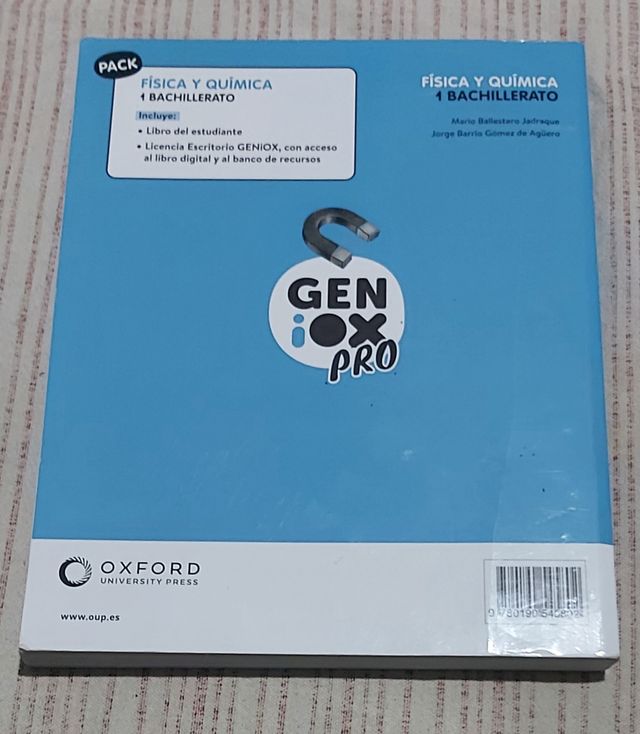 PACK
FÍSICA Y QUÍMICA
1 BACHILLERATO
Incluye:
• Libro del estudiante
• Licencia Escritorio GENiOX, con acceso
al libro digital y al banco de recursos
FÍSICA Y QUÍMICA
1 BACHILLERATO
Mario Ballestero Jadraque
Jorge Barrio Gómez de Agüero
GEN
iOX
PRO
OXFORD
UNIVERSITY PRESS
www.oup.es